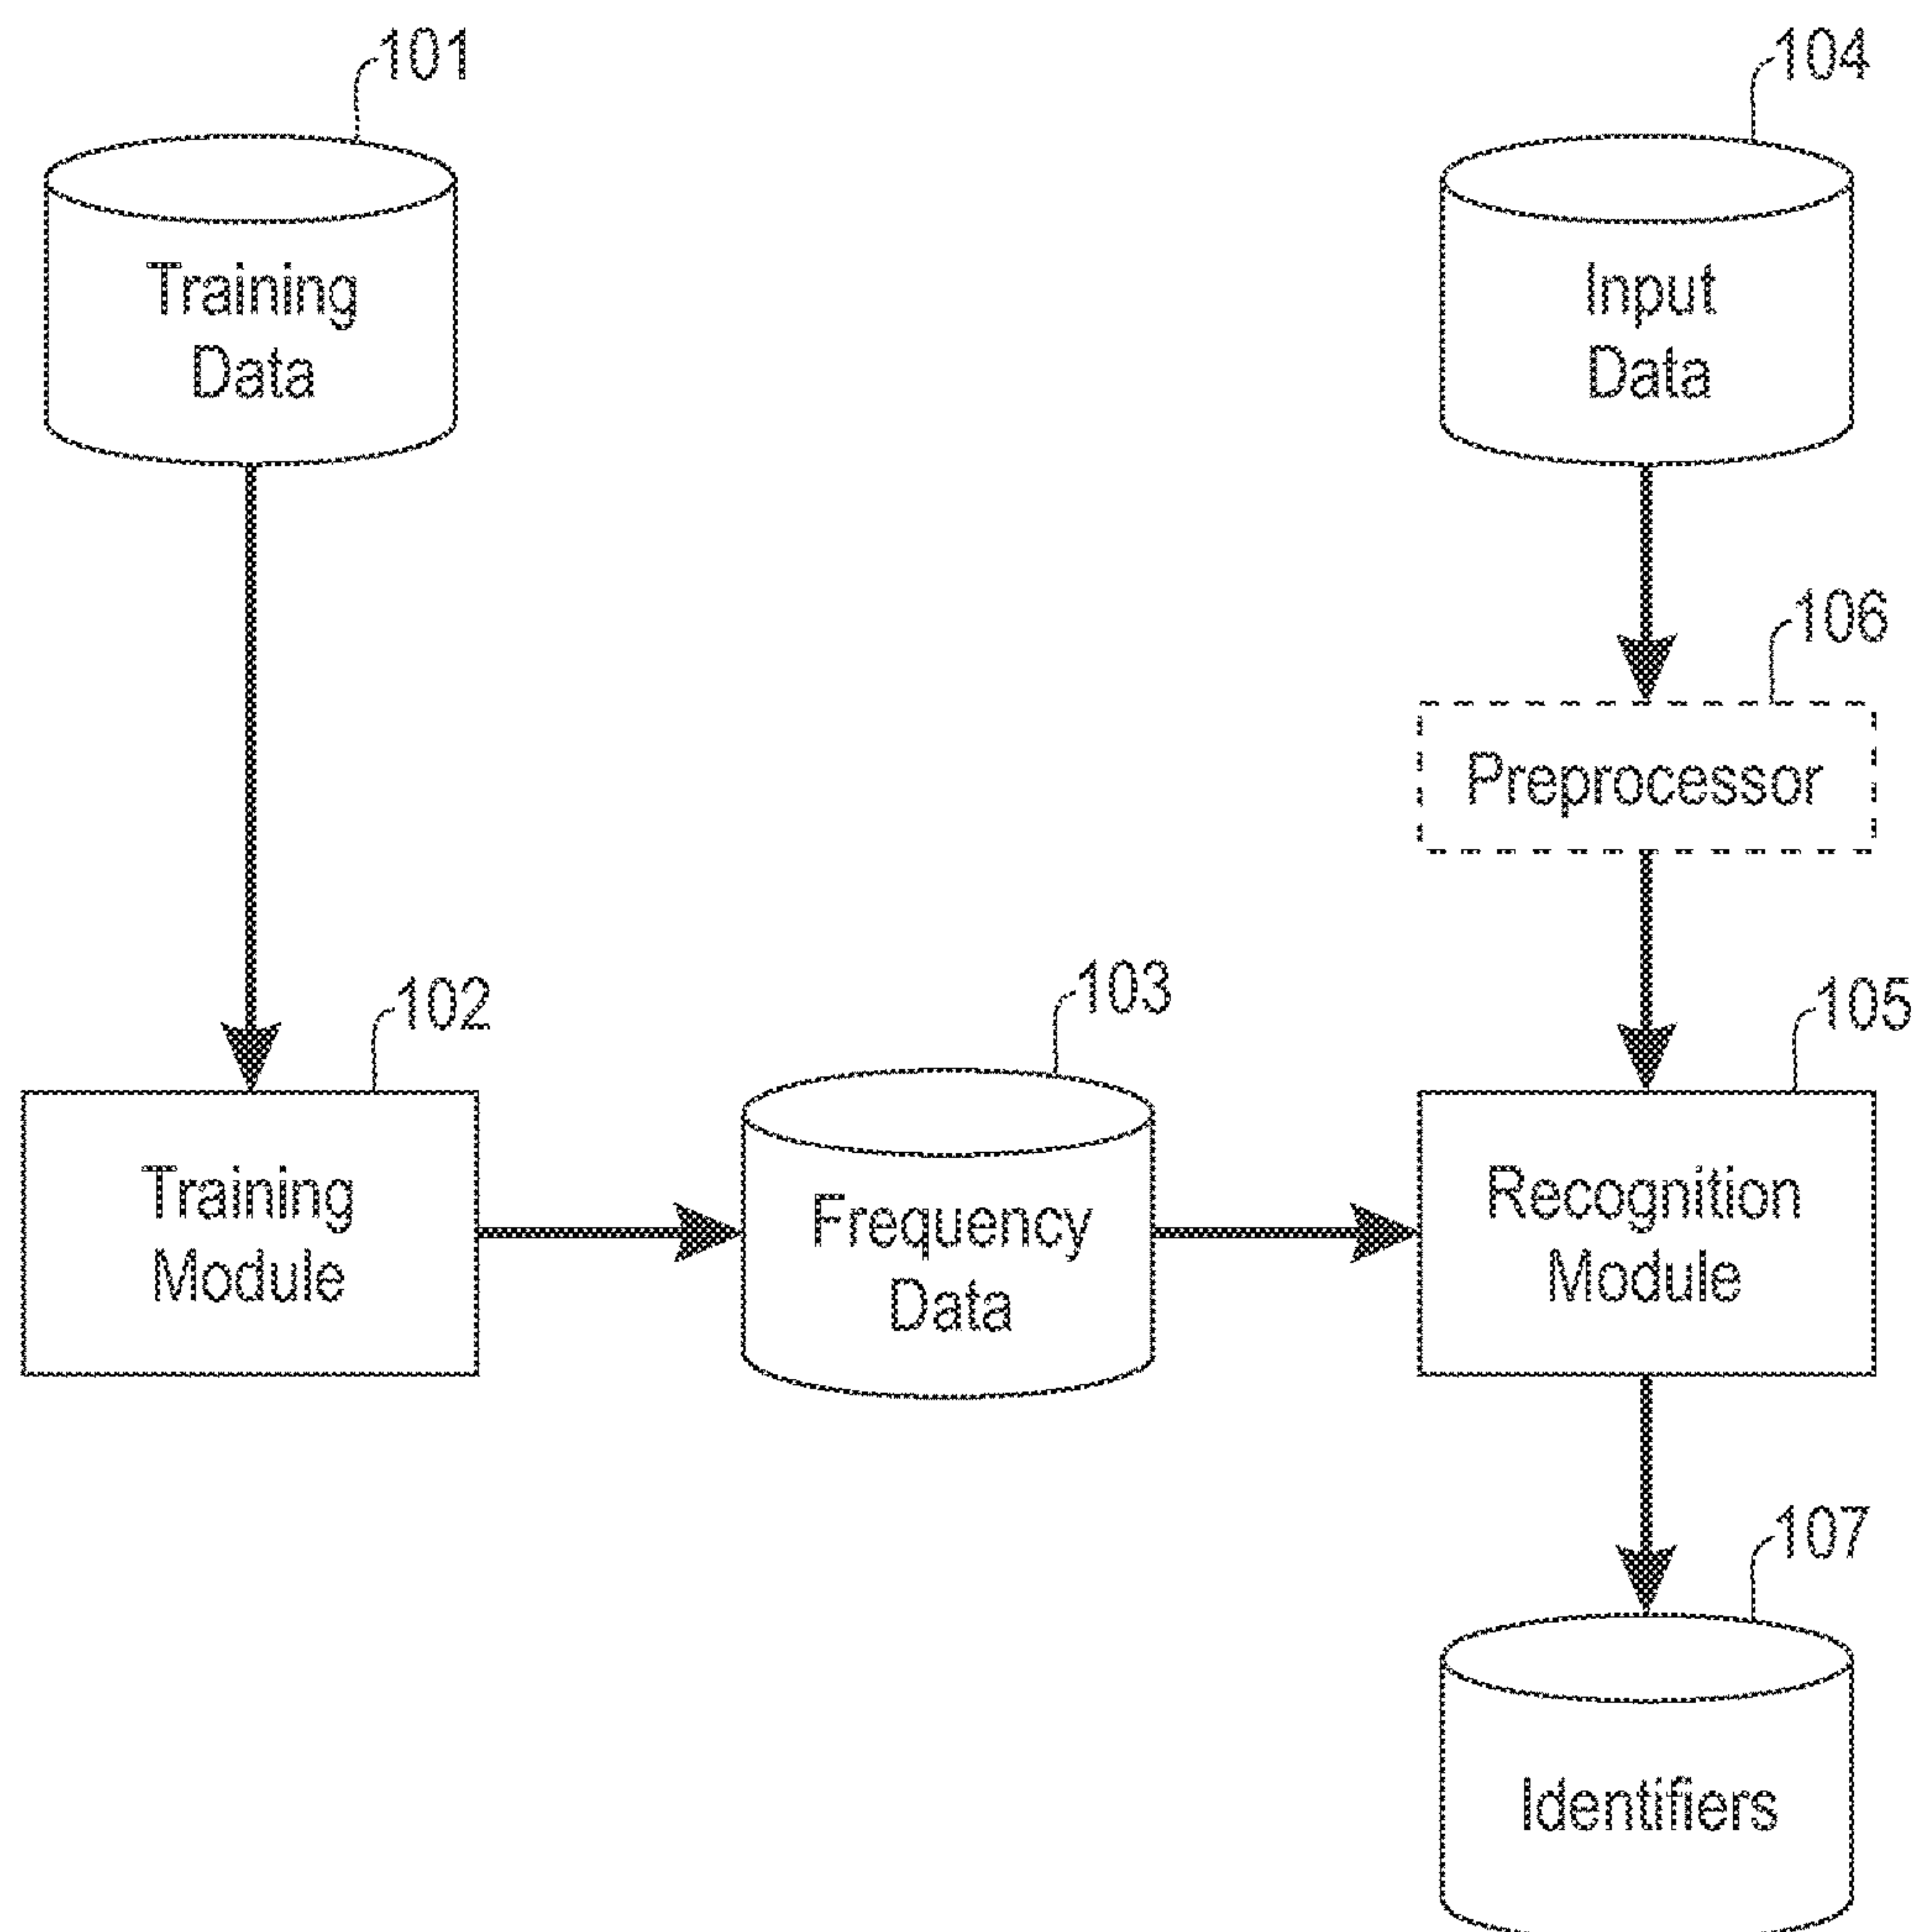 101
Training
Data
104
Input
Data
106
Preprocessor
102
Training
Module
103
Frequency
Data
105
Recognition
Module
107
Identifiers